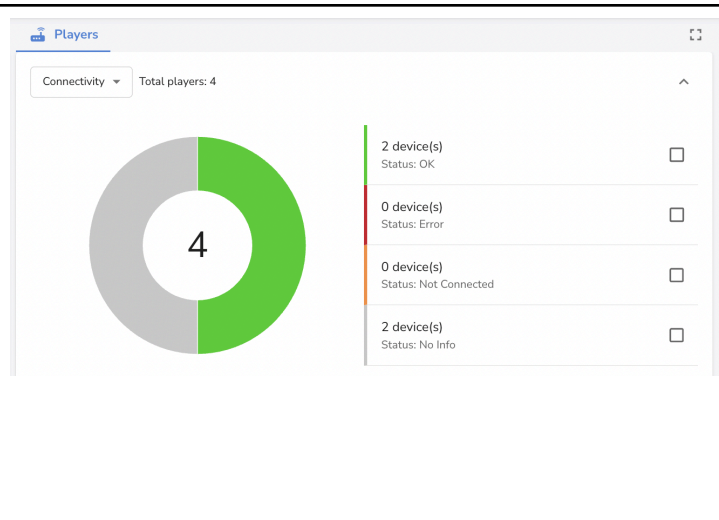 Players
Connectivity
Total players: 4
4
2 device(s)
Status: OK
0 device(s)
Status: Error
0 device(s)
Status: Not Connected
2 device(s)
Status: No Info